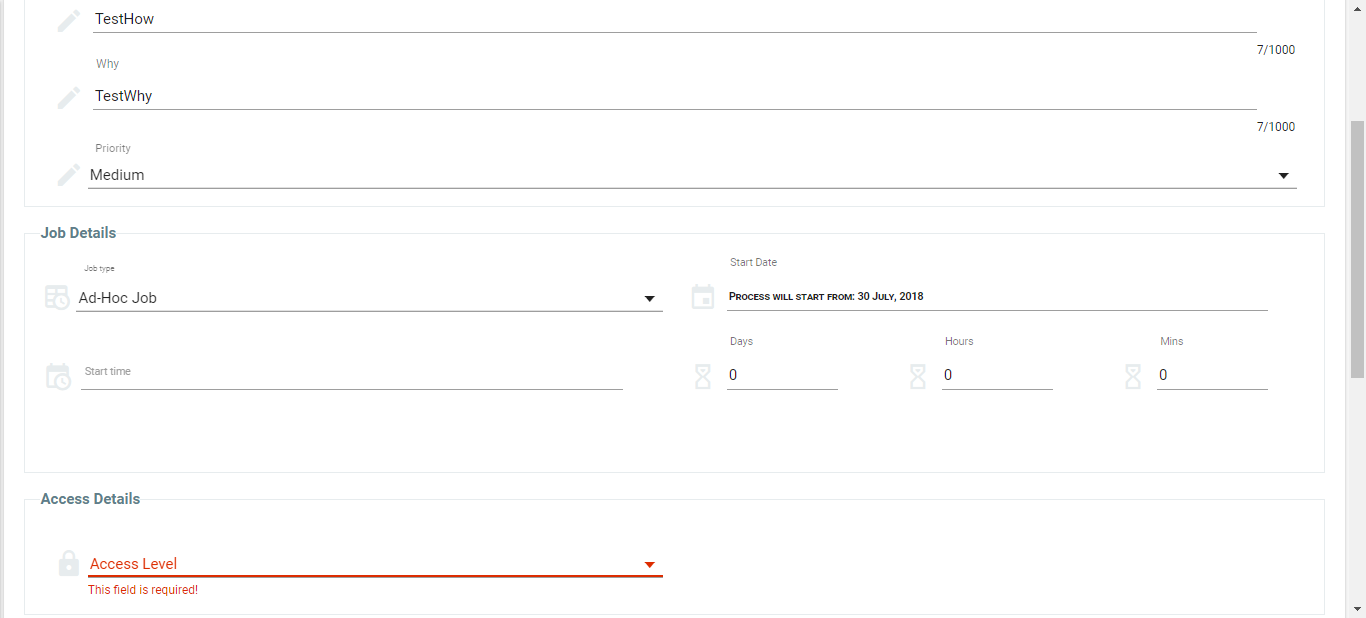 TestHow
7/1000
Why
TestWhy
7/1000
Priority
Medium
Job Details
Job type
Ad-Hoc Job
Start Date
Process will start from: 30 July, 2018
Start time
Days
0
Hours
0
Mins
0
Access Details
Access Level
This field is required!